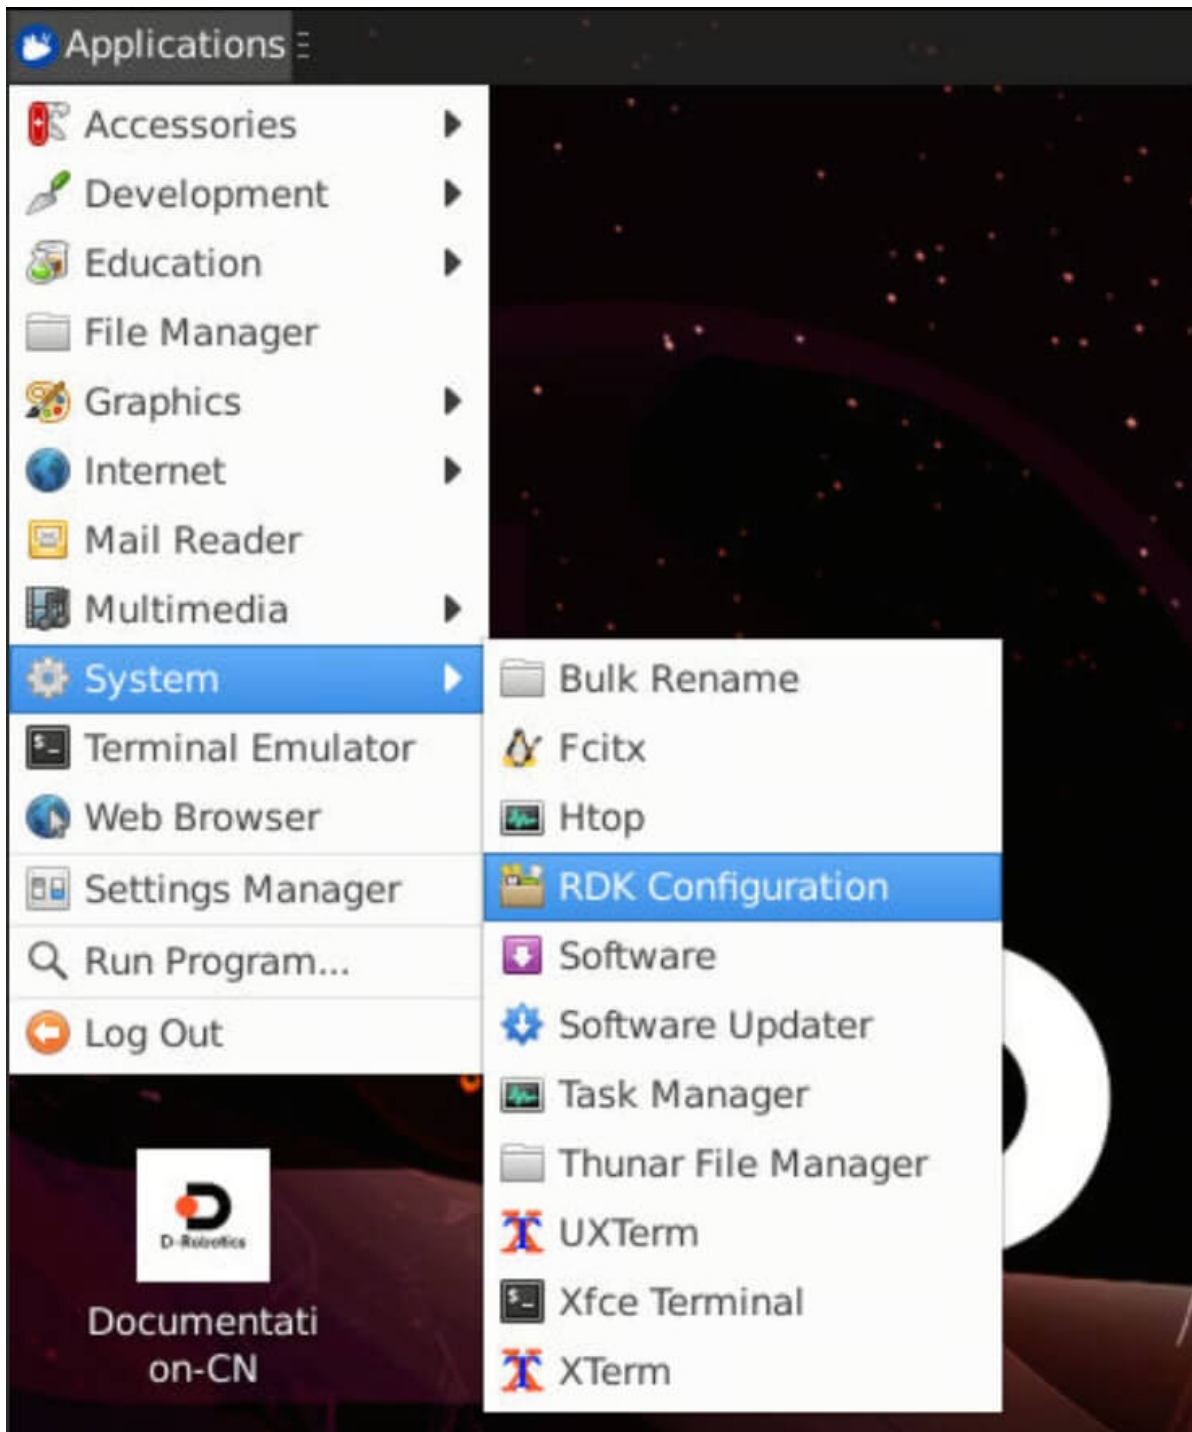 Applications
Accessories
Development
Education
File Manager
Graphics
Internet
Mail Reader
Multimedia
System
Terminal Emulator
Web Browser
Settings Manager
Run Program...
Log Out
Bulk Rename
Fcitx
Htop
RDK Configuration
Software
Software Updater
Task Manager
Thunar File Manager
UXTerm
Xfce Terminal
XTerm
D-Robotics
Documentati
on-CN